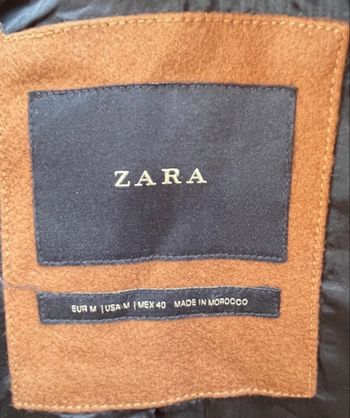 ZARA
EUR M | USA M | MEX 40 MADE IN MOROCCO